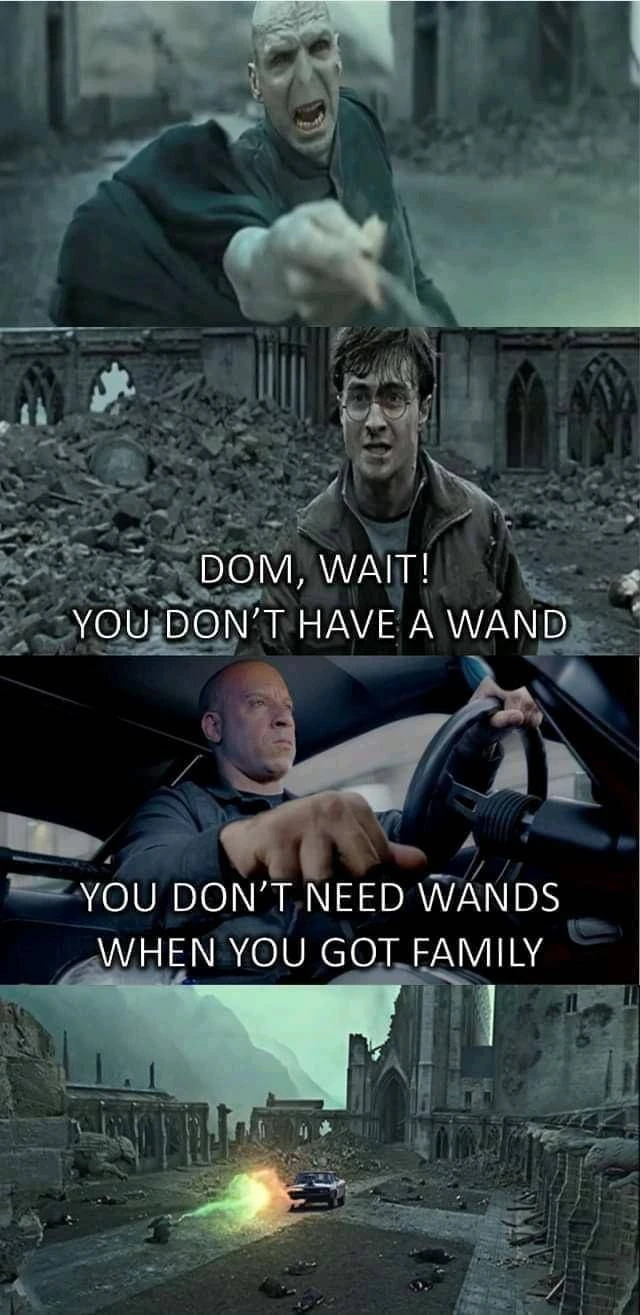 DOM, WAIT!
YOU DON'T HAVE A WAND
YOU DON'T NEED WANDS
WHEN YOU GOT FAMILY